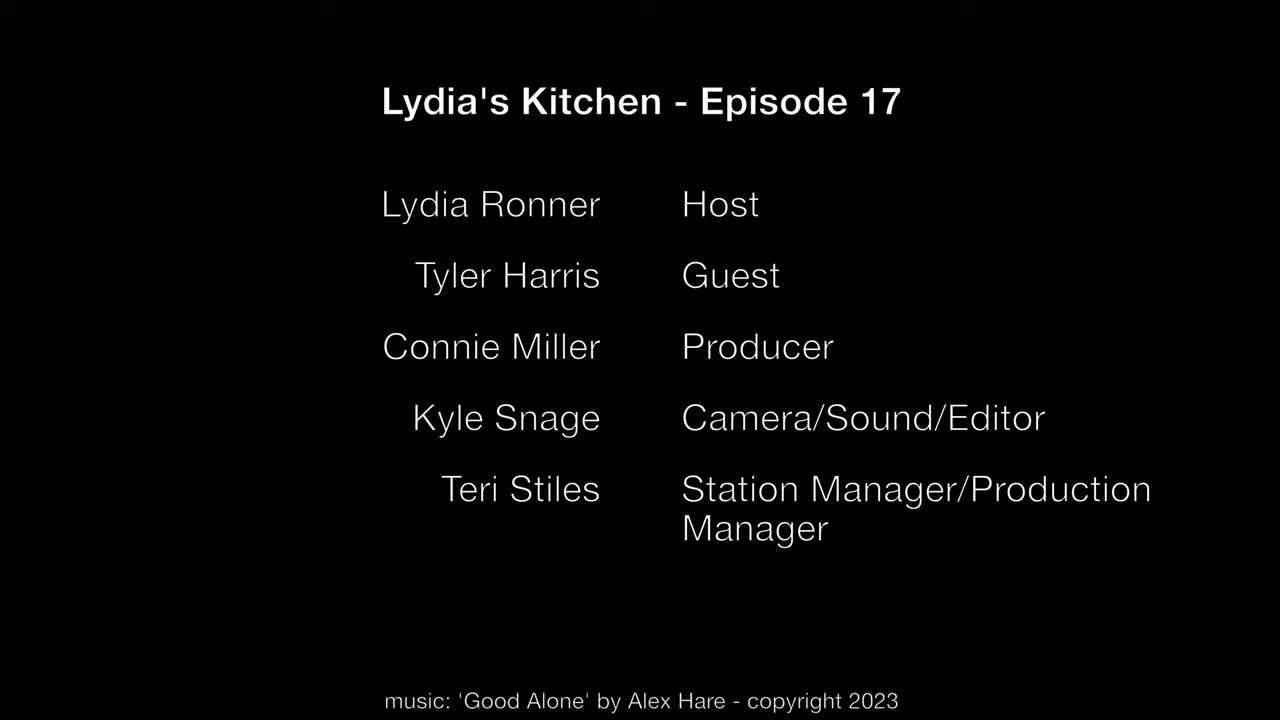 Lydia's Kitchen - Episode 17
Lydia Ronner Host
Tyler Harris Guest
Connie Miller Producer
Kyle Snage Camera/Sound/Editor
Teri Stiles Station Manager/Production
Manager
music: 'Good Alone' by Alex Hare - copyright 2023